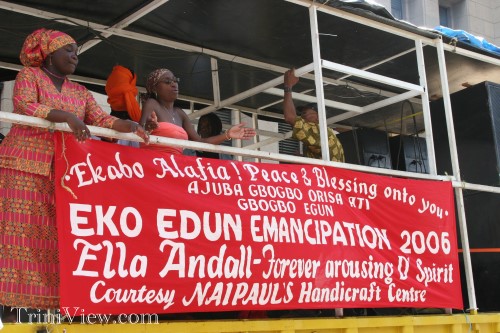 Ekabo Alafia! Peace & Blessing onto you
AJUBA GBOGBO ORISA ATI
GBOGBO EGUN
EKO EDUN EMANCIPATION 2006
Ella Andall-Forever arousing D' Spirit
Courtesy NAIPAUL'S Handicraft Centre
TriniView.com